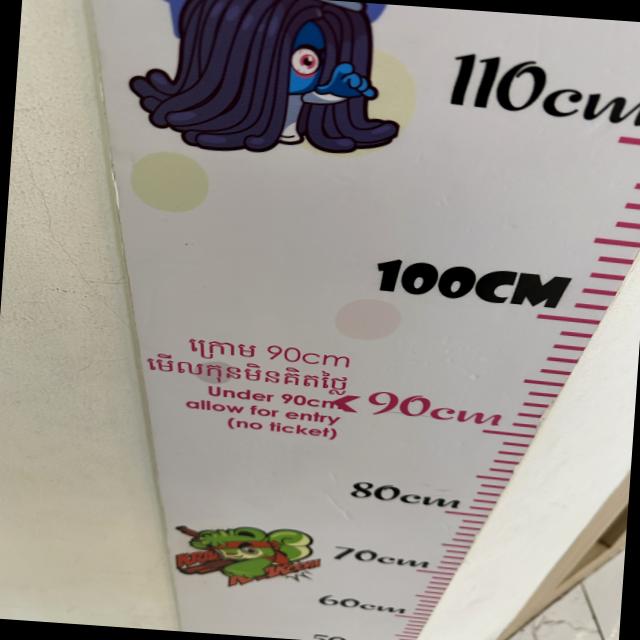 110cm
100CM
ក្រោម 90cm
មើលកុនមិនគិតថ្លៃ
Under 90cm
allow for entry
(no ticket)
90cm
80cm
70cm
60cm